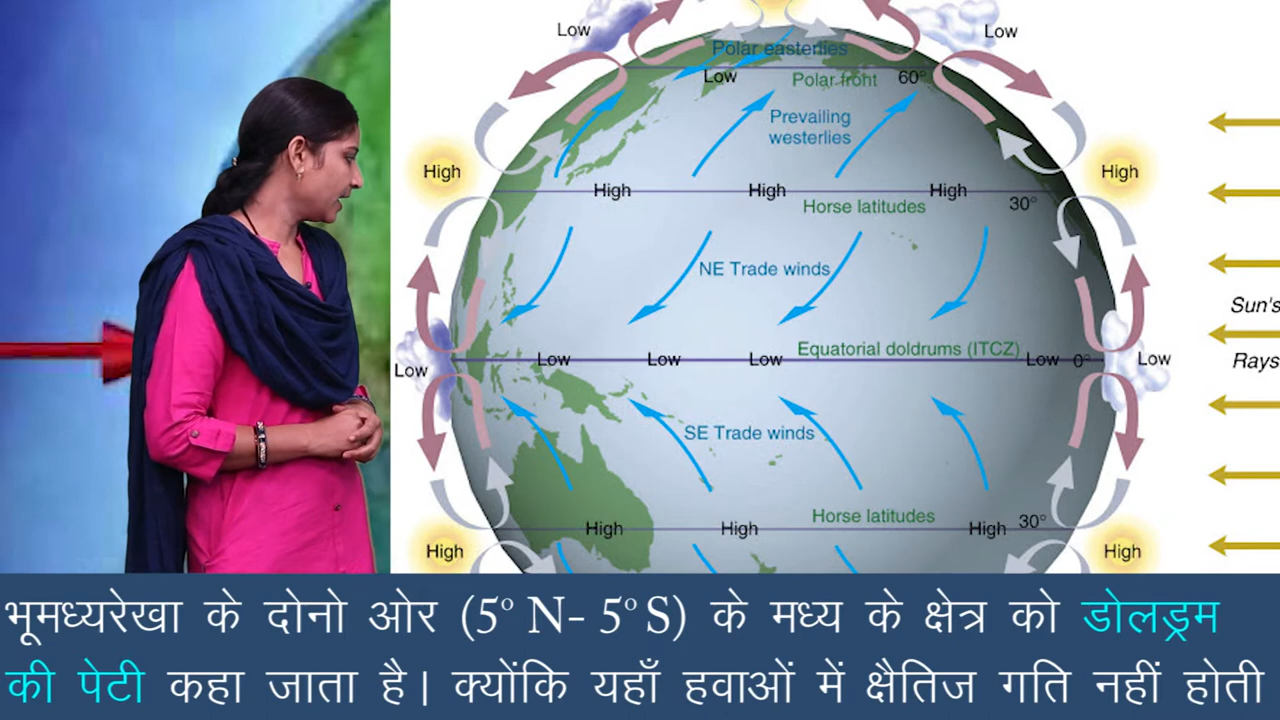 Low
Low
Polar easterlies
Low
Polar front
60°
Prevailing
westerlies
High
High
High
High
High
Horse latitudes
30°
NE Trade winds
Sun's
Rays
Equatorial doldrums (ITCZ)
Low
Low
Low
Low
Low
0°
Low
SE Trade winds
Horse latitudes
30°
High
High
High
High
High
भूमध्यरेखा के दोनो ओर (5° N- 5° S) के मध्य के क्षेत्र को डोलड्रम
की पेटी कहा जाता है। क्योंकि यहाँ हवाओं में क्षैतिज गति नहीं होती